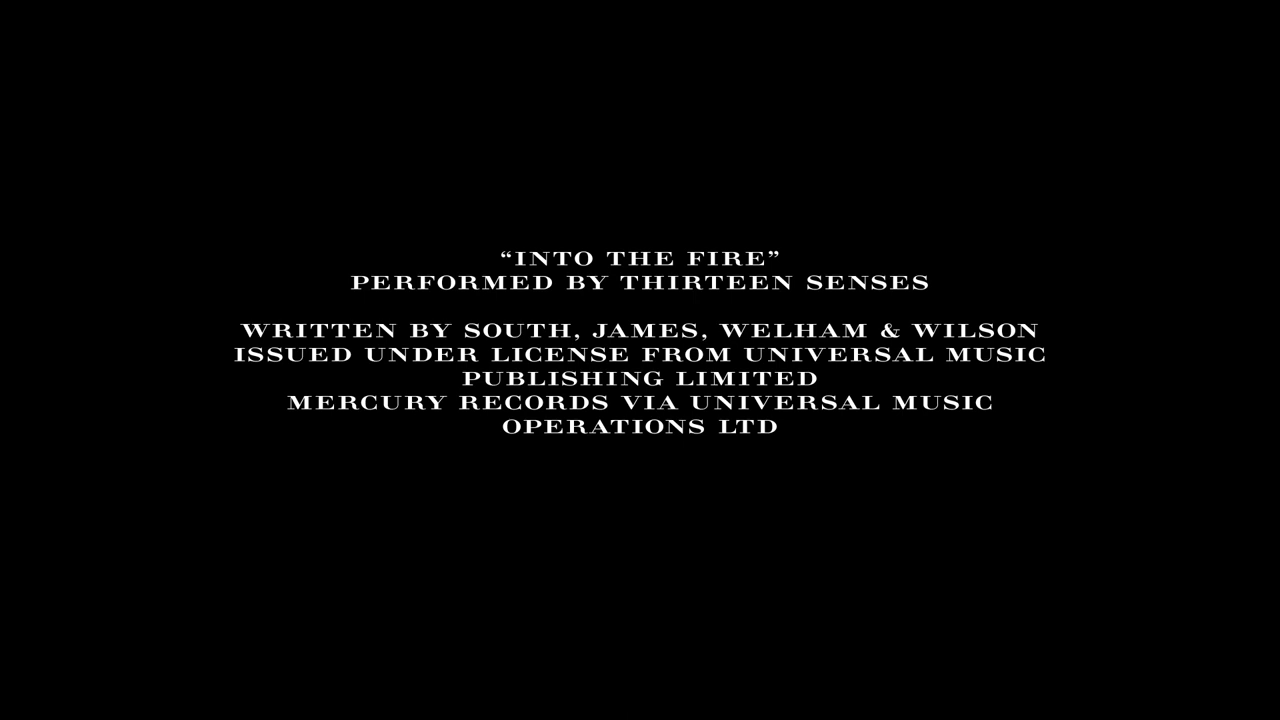 “INTO THE FIRE”
PERFORMED BY THIRTEEN SENSES
WRITTEN BY SOUTH, JAMES, WELHAM & WILSON
ISSUED UNDER LICENSE FROM UNIVERSAL MUSIC
PUBLISHING LIMITED
MERCURY RECORDS VIA UNIVERSAL MUSIC
OPERATIONS LTD